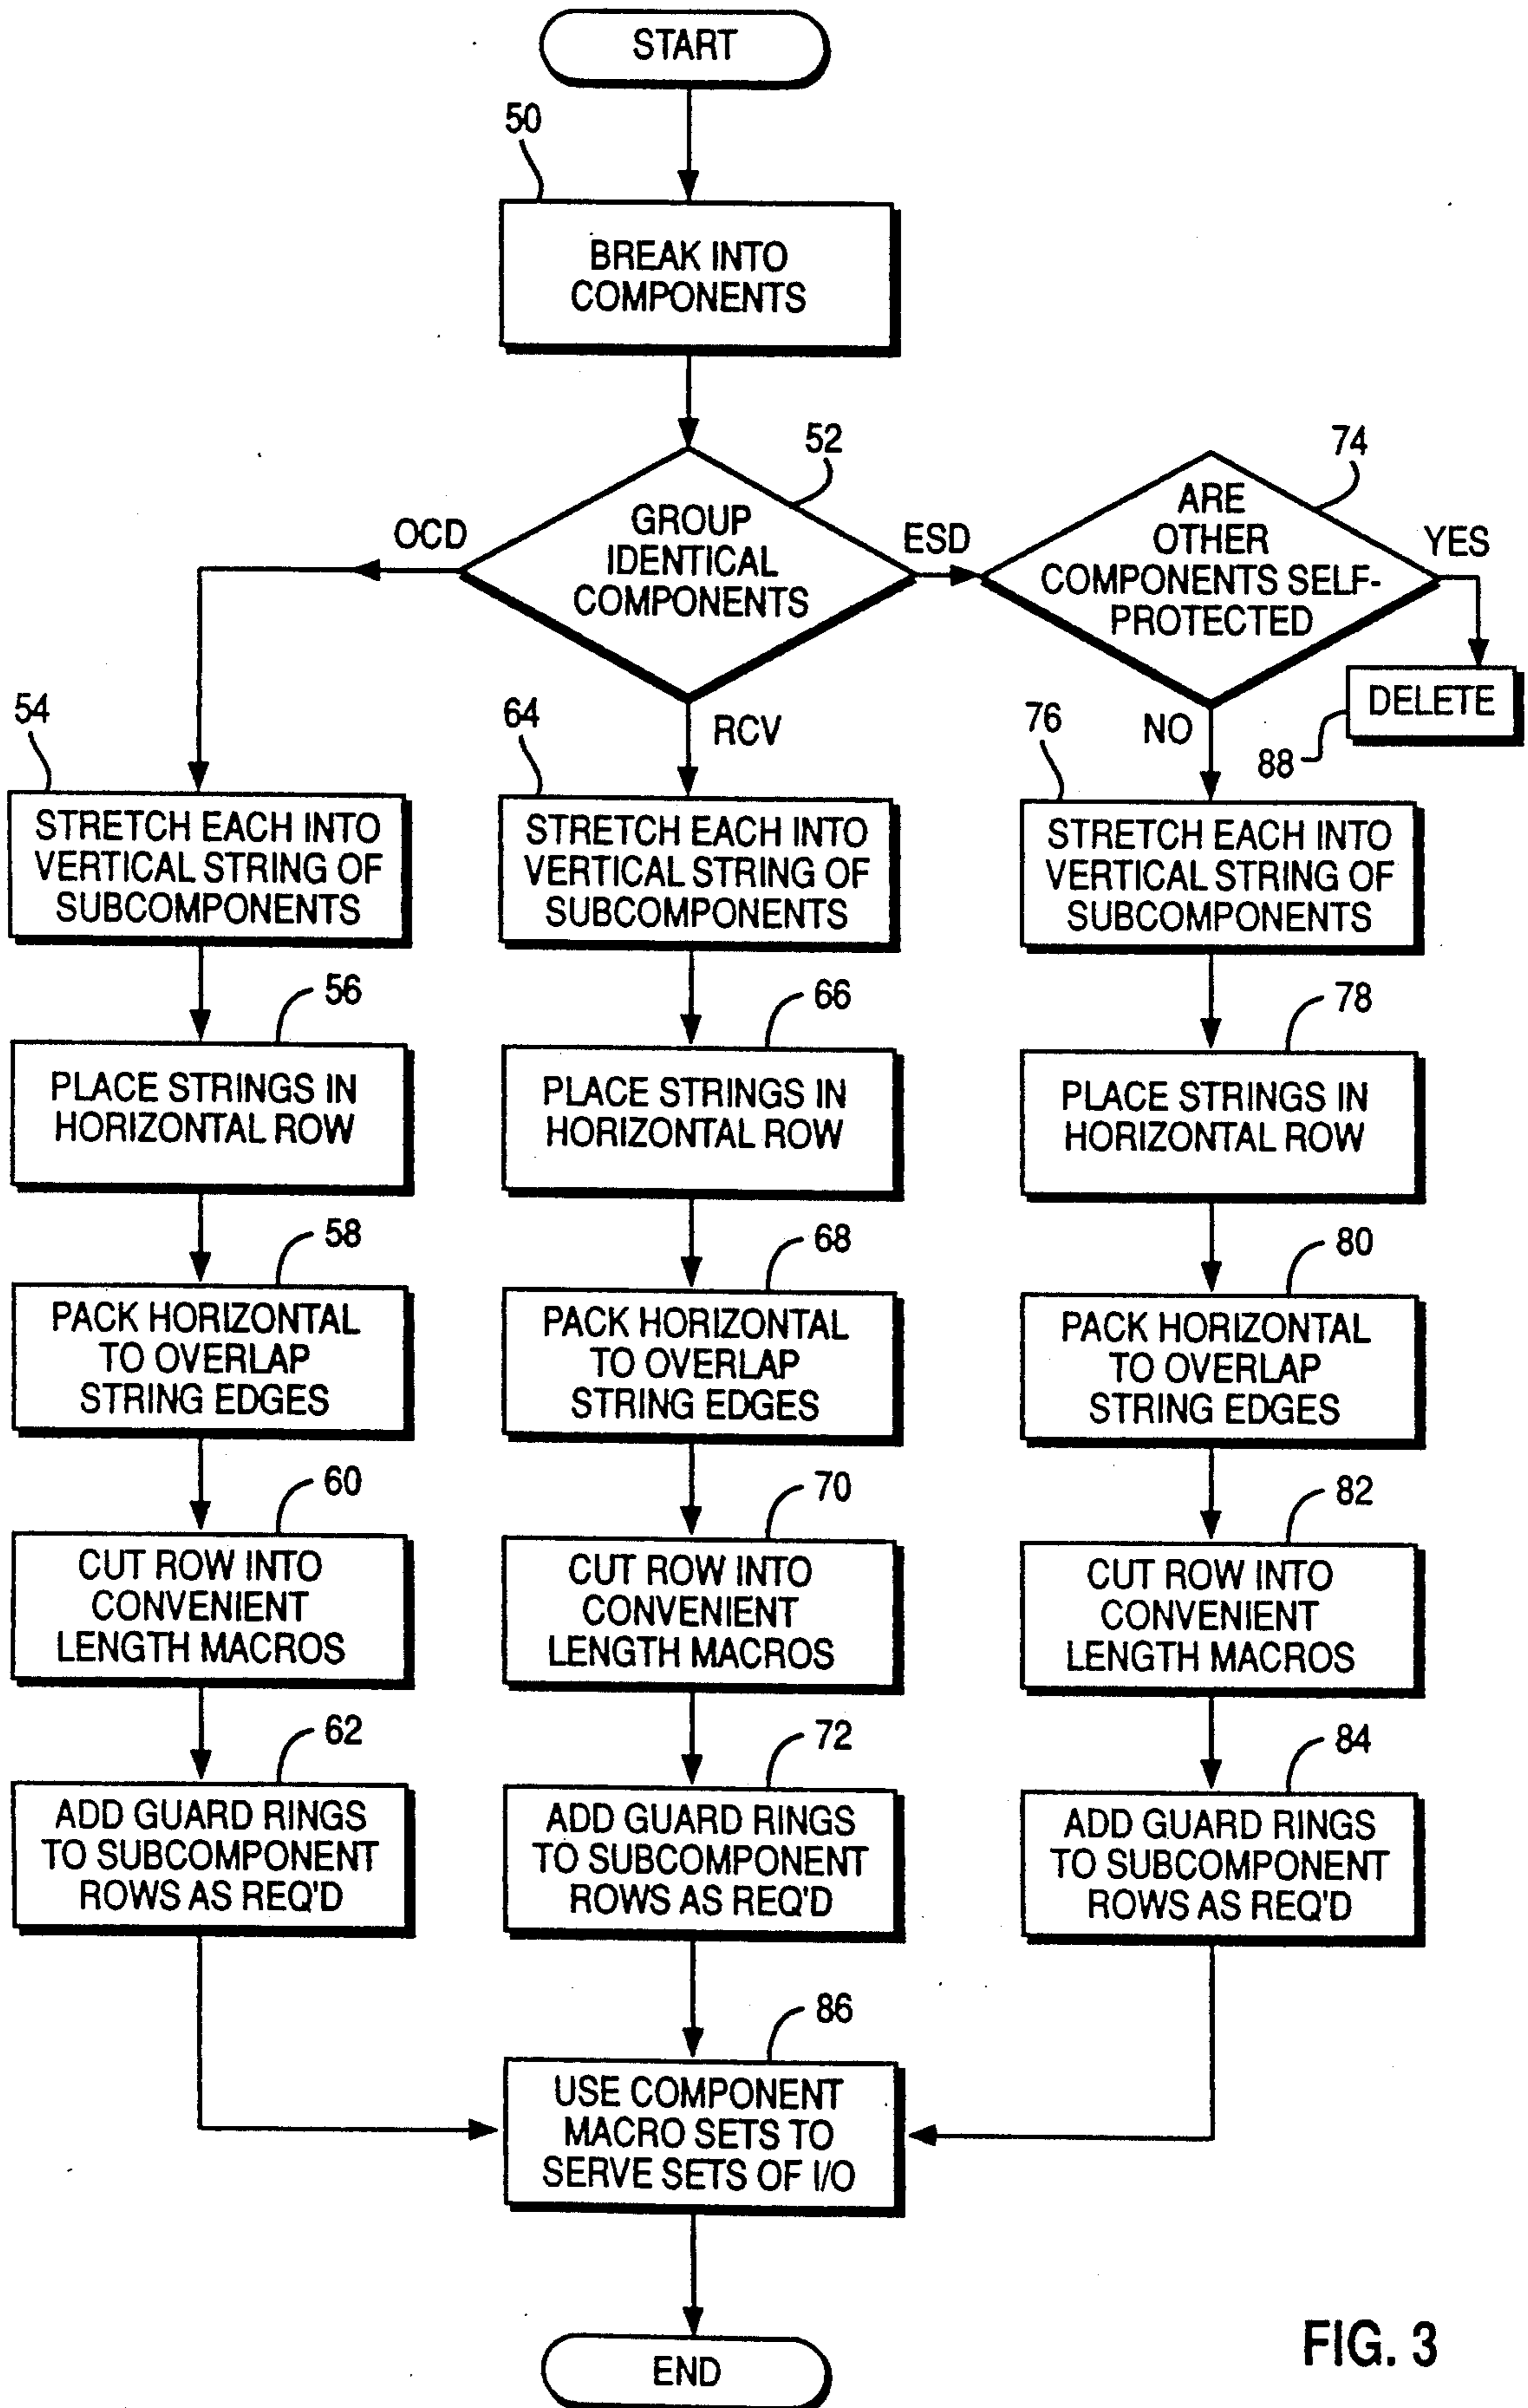 START
50
BREAK INTO
COMPONENTS
52
GROUP
IDENTICAL
COMPONENTS
OCD
ESD
RCV
74
ARE
OTHER
COMPONENTS SELF-
PROTECTED
YES
NO
DELETE
88
54
STRETCH EACH INTO
VERTICAL STRING OF
SUBCOMPONENTS
64
STRETCH EACH INTO
VERTICAL STRING OF
SUBCOMPONENTS
76
STRETCH EACH INTO
VERTICAL STRING OF
SUBCOMPONENTS
56
PLACE STRINGS IN
HORIZONTAL ROW
66
PLACE STRINGS IN
HORIZONTAL ROW
78
PLACE STRINGS IN
HORIZONTAL ROW
58
PACK HORIZONTAL
TO OVERLAP
STRING EDGES
68
PACK HORIZONTAL
TO OVERLAP
STRING EDGES
80
PACK HORIZONTAL
TO OVERLAP
STRING EDGES
60
CUT ROW INTO
CONVENIENT
LENGTH MACROS
70
CUT ROW INTO
CONVENIENT
LENGTH MACROS
82
CUT ROW INTO
CONVENIENT
LENGTH MACROS
62
ADD GUARD RINGS
TO SUBCOMPONENT
ROWS AS REQ'D
72
ADD GUARD RINGS
TO SUBCOMPONENT
ROWS AS REQ'D
84
ADD GUARD RINGS
TO SUBCOMPONENT
ROWS AS REQ'D
86
USE COMPONENT
MACRO SETS TO
SERVE SETS OF I/O
END
FIG. 3